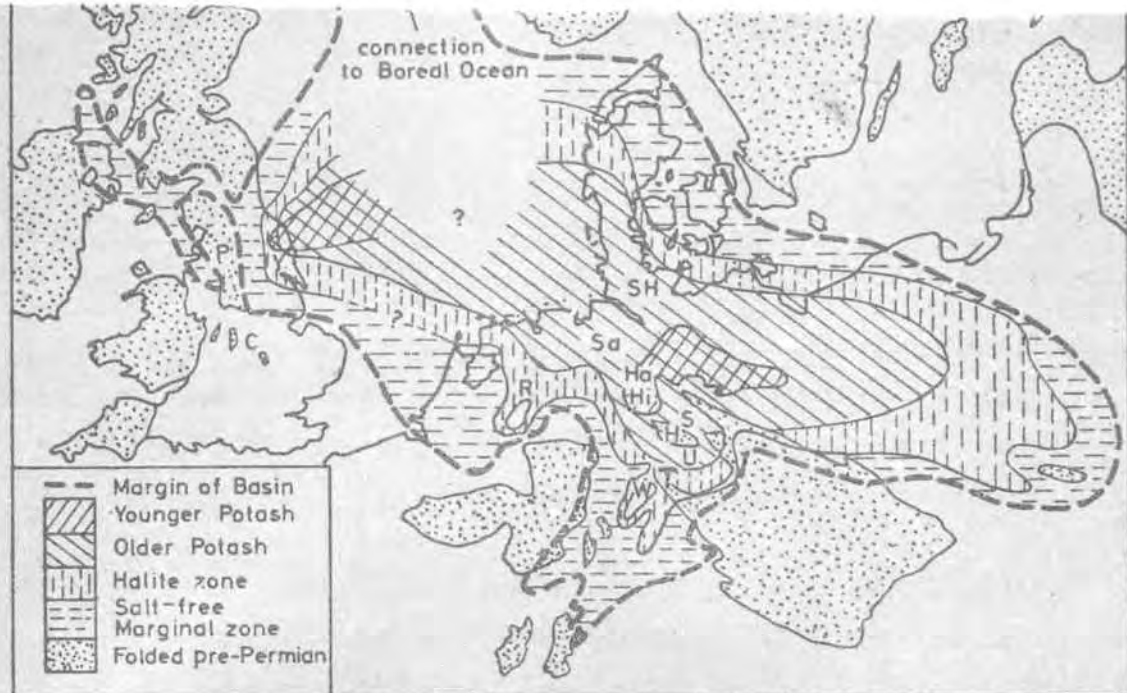 connection
to Boreal Ocean
?
P
SH
?
C
Sa
Ha
R
H
S
TH
U
W
Margin of Basin
Younger Potash
Older Potash
Halite zone
Salt-free
Marginal zone
Folded pre-Permian